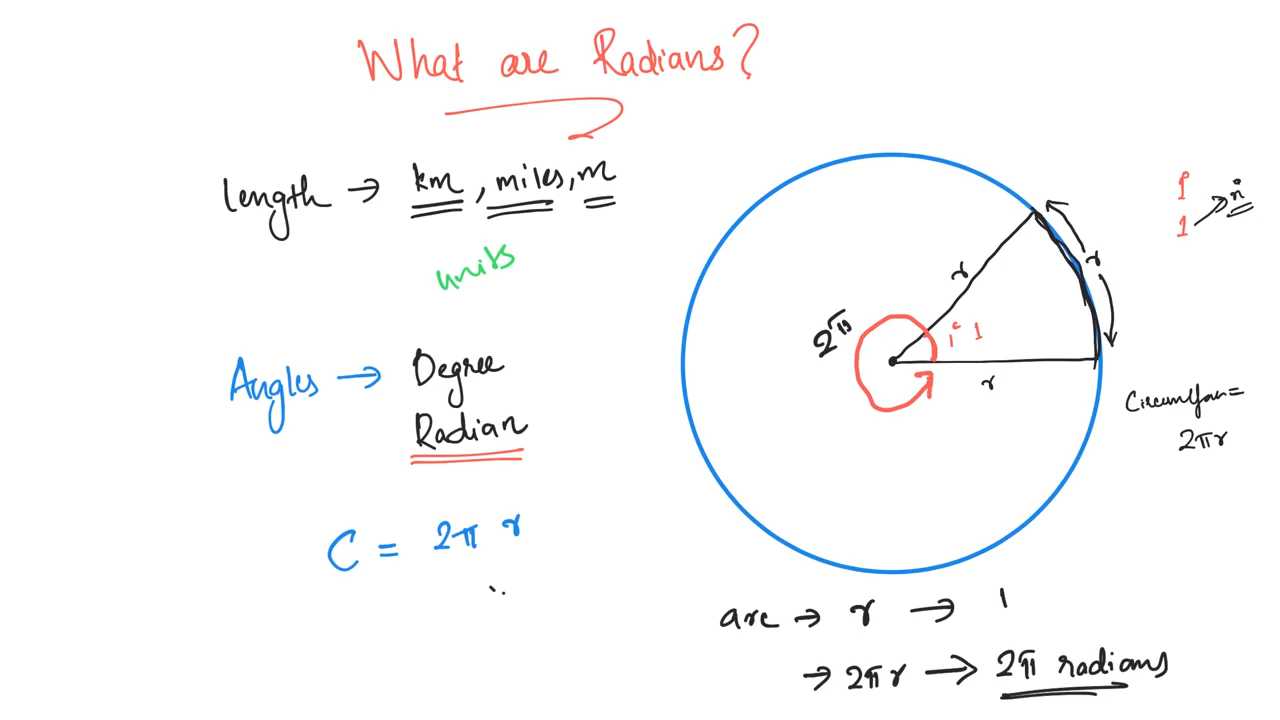 What are Radians?
length → km, miles, m
units
Angles → Degree
Radian
C = 2π r
r
r
r
2π
1
1
2πr
arc → r → 1
→ 2πr → 2π radians